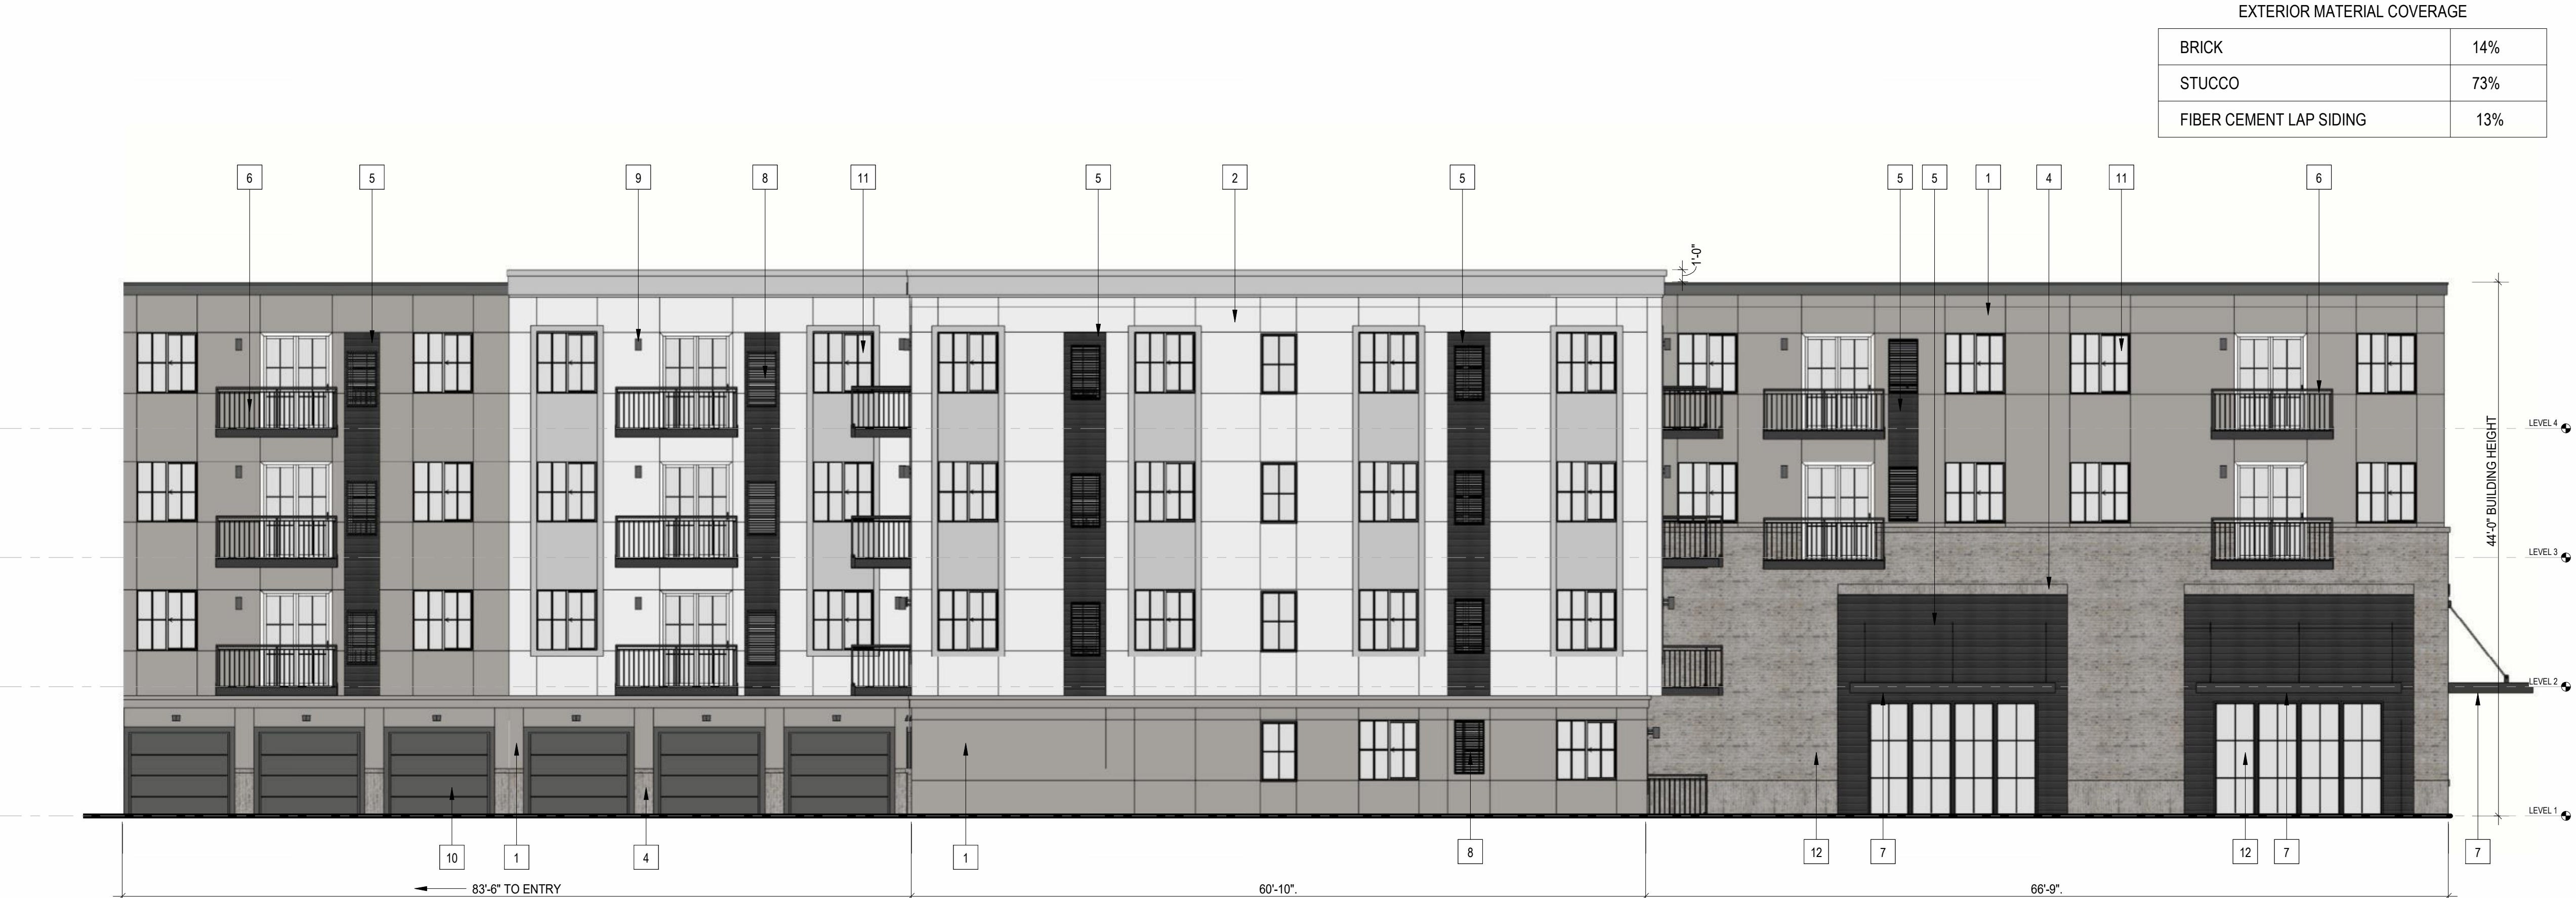 EXTERIOR MATERIAL COVERAGE
BRICK 14%
STUCCO 73%
FIBER CEMENT LAP SIDING 13%
6 5 9 8 11 5 2 5 5 5 1 4 11 6
1'-0"
44'-0" BUILDING HEIGHT
LEVEL 4
LEVEL 3
LEVEL 2
LEVEL 1
10 1 4 1 8 12 7 12 7 7
83'-6" TO ENTRY 60'-10". 66'-9".